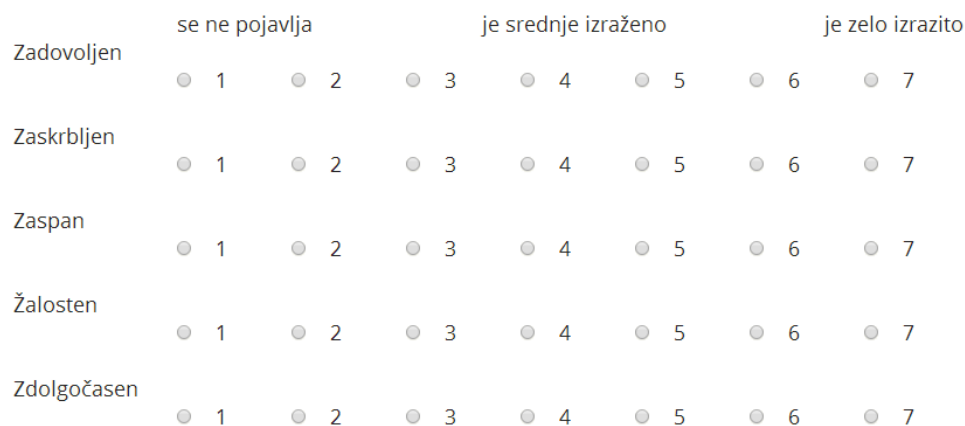 se ne pojavlja je srednje izraženo je zelo izrazito
Zadovoljen
1 2 3 4 5 6 7
Zaskrbljen
1 2 3 4 5 6 7
Zaspan
1 2 3 4 5 6 7
Žalosten
1 2 3 4 5 6 7
Zdolgočasen
1 2 3 4 5 6 7